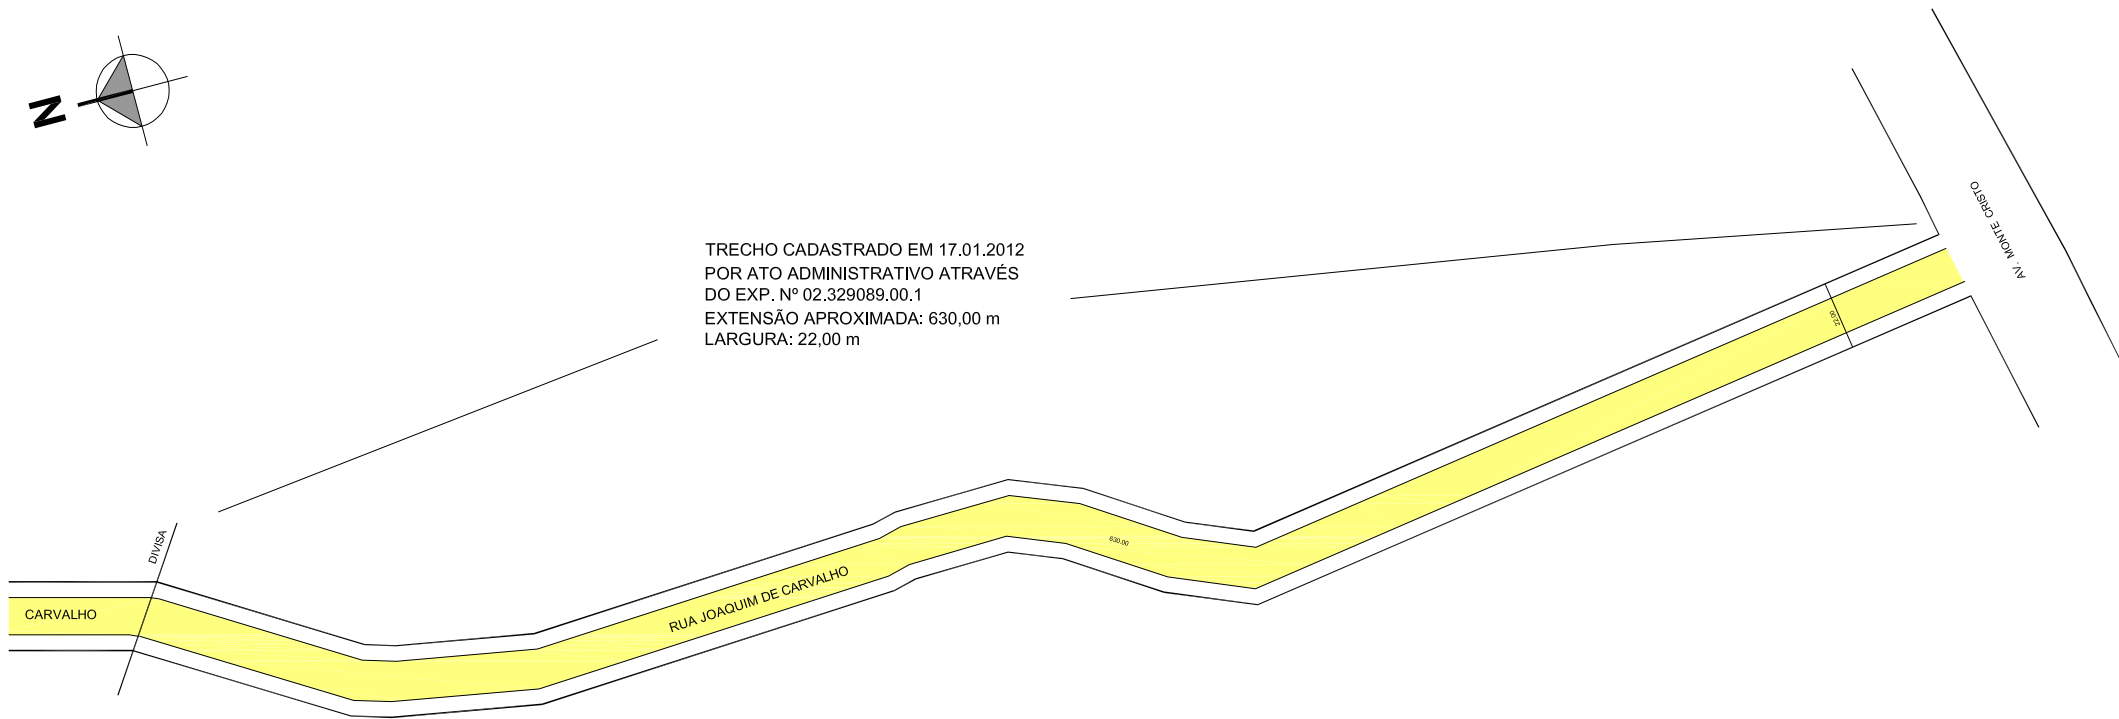 N
AV. MONTE CRISTO
TRECHO CADASTRADO EM 17.01.2012
POR ATO ADMINISTRATIVO ATRAVÉS
DO EXP. Nº 02.329089.00.1
EXTENSÃO APROXIMADA: 630,00 m
LARGURA: 22,00 m
22.00
DIVISA
630.00
RUA JOAQUIM DE CARVALHO
CARVALHO